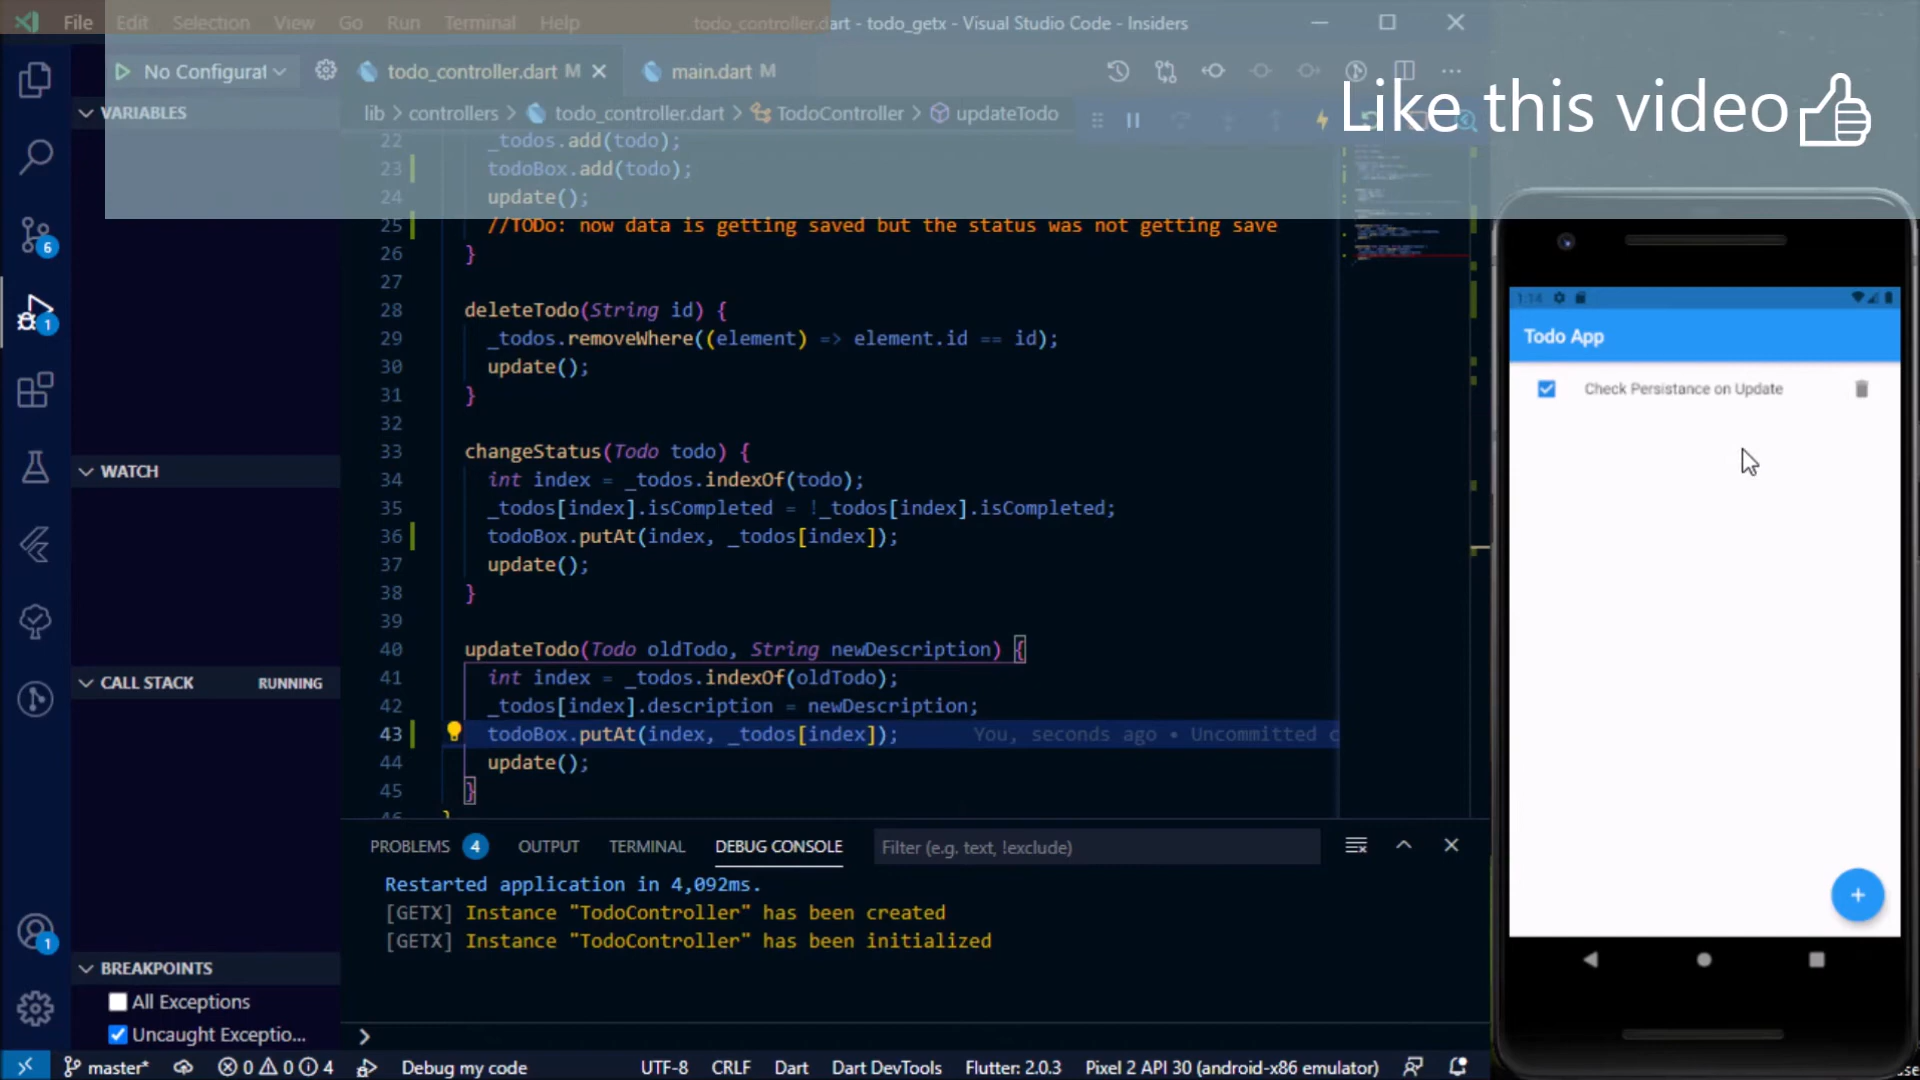 File Edit Selection View Go Run Terminal Help
todo_controller.dart - todo_getx - Visual Studio Code - Insiders
No Configurat
todo_controller.dart M
main.dart M
Like this video
VARIABLES
lib > controllers > todo_controller.dart > TodoController > updateTodo
22 _todos.add(todo);
23 todoBox.add(todo);
24 update();
25 //TODo: now data is getting saved but the status was not getting save
26 }
27
28 deleteTodo(String id) {
29 _todos.removeWhere((element) => element.id == id);
30 update();
31 }
32
33 changeStatus(Todo todo) {
34 int index = _todos.indexOf(todo);
35 _todos[index].isCompleted = !_todos[index].isCompleted;
36 todoBox.putAt(index, _todos[index]);
37 update();
38 }
39
40 updateTodo(Todo oldTodo, String newDescription) {
41 int index = _todos.indexOf(oldTodo);
42 _todos[index].description = newDescription;
43 todoBox.putAt(index, _todos[index]); You, seconds ago • Uncommitted c
44 update();
45 }
46 }
WATCH
CALL STACK RUNNING
BREAKPOINTS
All Exceptions
Uncaught Exceptio...
6
1
1
PROBLEMS 4 OUTPUT TERMINAL DEBUG CONSOLE
Filter (e.g. text, !exclude)
Restarted application in 4,092ms.
[GETX] Instance "TodoController" has been created
[GETX] Instance "TodoController" has been initialized
1:14
Todo App
Check Persistance on Update
master* 0 0 4 Debug my code UTF-8 CRLF Dart Dart DevTools Flutter: 2.0.3 Pixel 2 API 30 (android-x86 emulator)